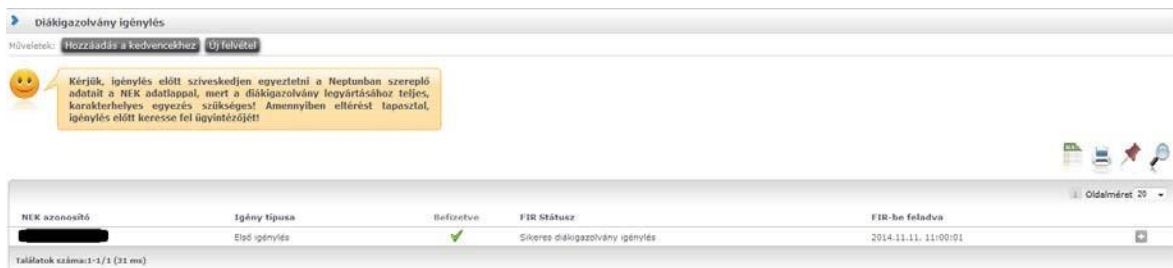 Diákigazolvány igénylés
Műveletek: Hozzáadás a kedvencekhez Új felvétel
Kérjük, igénylés előtt szíveskedjen egyeztetni a Neptunban szereplő
adatait a NEK adatlappal, mert a diákigazolvány legyártásához teljes,
karakterhelyes egyezés szükséges! Amennyiben eltérést tapasztal,
igénylés előtt keresse fel ügyintézőjét!
1 Oldalméret 20
NEK azonosító Igény típusa Befizetve FIR Státusz FIR-be feladva
Első igénylés Sikeres diákigazolvány igénylés 2014.11.11. 11:00:01
Találatok száma:1-1/1 (31 ms)